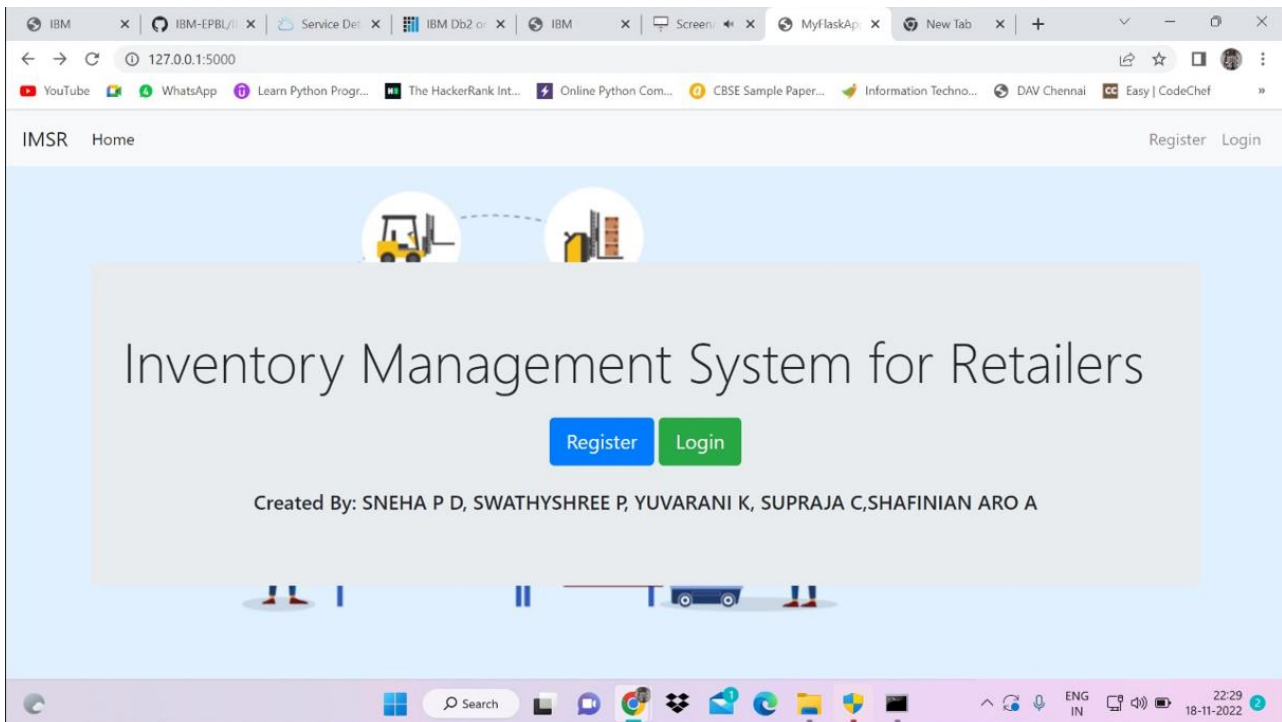 IBM IBM-EPBL/I Service Det IBM Db2 o IBM Screen MyFlaskAp New Tab
127.0.0.1:5000
YouTube WhatsApp Learn Python Progr... The HackerRank Int... Online Python Com... CBSE Sample Paper... Information Techno... DAV Chennai CC Easy | CodeChef »
IMSR Home Register Login
Inventory Management System for Retailers
Register Login
Created By: SNEHA P D, SWATHYSHREE P, YUVARANI K, SUPRAJA C,SHAFINIAN ARO A
Search ENG 22:29
IN 18-11-2022 2